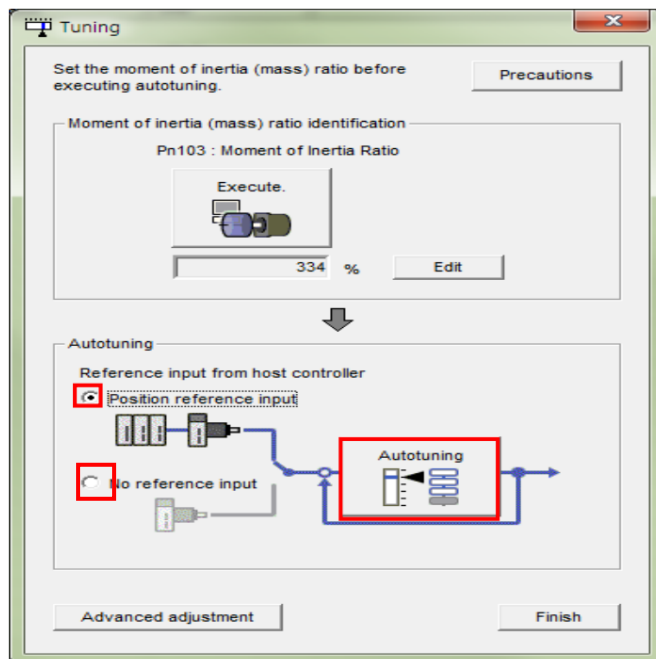 Tuning
Set the moment of inertia (mass) ratio before
executing autotuning.
Precautions
Moment of inertia (mass) ratio identification
Pn103 : Moment of Inertia Ratio
Execute.
334 %
Edit
Autotuning
Reference input from host controller
Position reference input
Autotuning
No reference input
Advanced adjustment
Finish